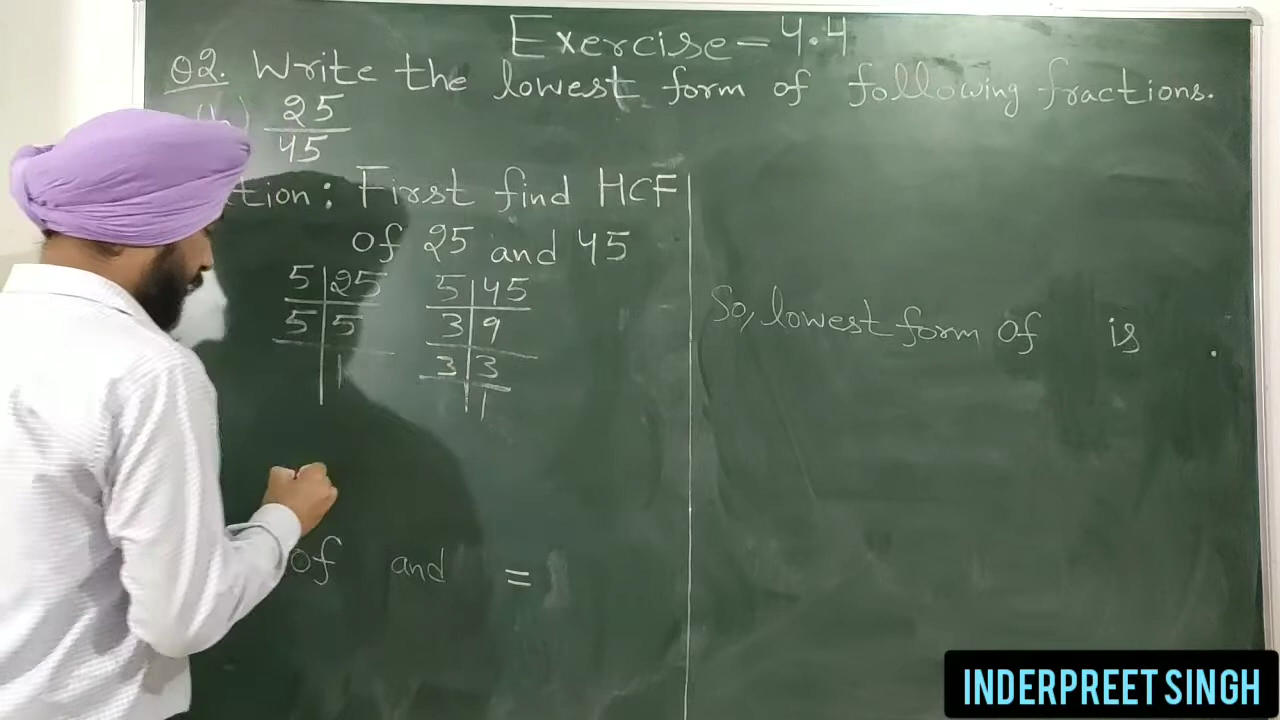 Exercise - 4.4
Q2. Write the lowest form of following fractions.
25
45
tion: First find HCF
of 25 and 45
5 25
5 5
1
5 45
3 9
3 3
1
of and =
So, lowest form of is .
INDERPREET SINGH